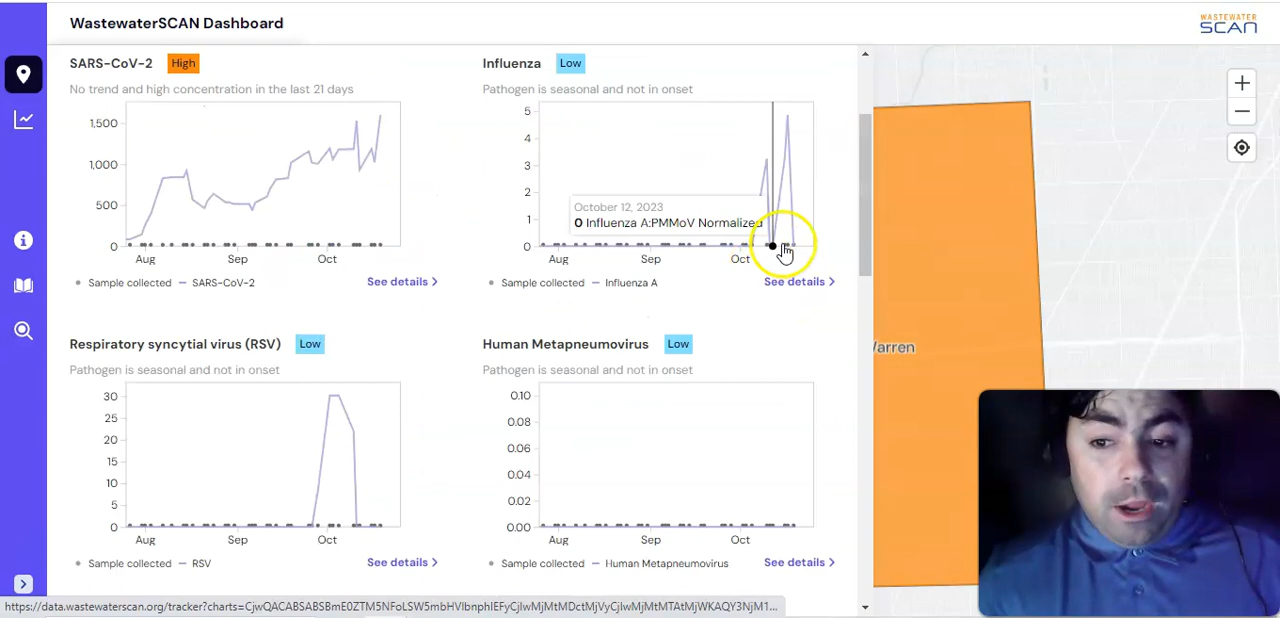 WastewaterSCAN Dashboard
WASTEWATER
SCAN
SARS-CoV-2 High
No trend and high concentration in the last 21 days
1,500
1,000
500
0
Aug Sep Oct
Sample collected SARS-CoV-2
See details
Influenza Low
Pathogen is seasonal and not in onset
5
4
3
2
1
0
October 12, 2023
0 Influenza A:PMMoV Normalized
Aug Sep Oct
Sample collected Influenza A
See details
Respiratory syncytial virus (RSV) Low
Pathogen is seasonal and not in onset
30
25
20
15
10
5
0
Aug Sep Oct
Sample collected RSV
See details
Human Metapneumovirus Low
Pathogen is seasonal and not in onset
0.10
0.08
0.06
0.04
0.02
0.00
Aug Sep Oct
Sample collected Human Metapneumovirus
See details
arren